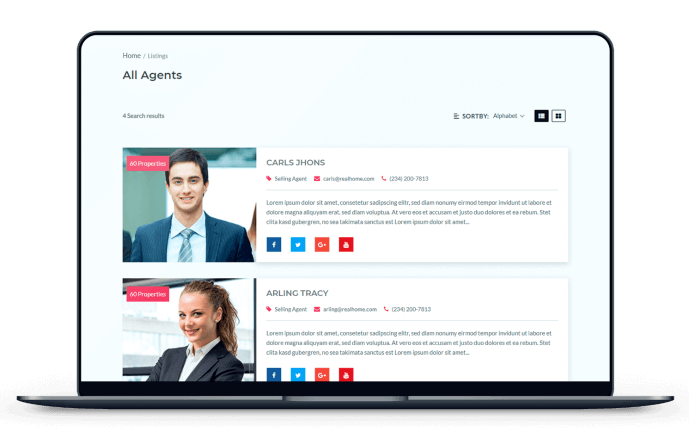 Home / Listings
All Agents
4 Search results
SORTBY: Alphabet
60 Properties
CARLS JHONS
Selling Agent carls@realhome.com (234) 200-7813
Lorem ipsum dolor sit amet, consetetur sadipscing elitr, sed diam nonumy eirmod tempor invidunt ut labore et
dolore magna aliquyam erat, sed diam voluptua. At vero eos et accusam et justo duo dolores et ea rebum. Stet
clita kasd gubergren, no sea takimata sanctus est Lorem ipsum dolor sit amet...
60 Properties
ARLING TRACY
Selling Agent arling@realhome.com (234) 200-7813
Lorem ipsum dolor sit amet, consetetur sadipscing elitr, sed diam nonumy eirmod tempor invidunt ut labore et
dolore magna aliquyam erat, sed diam voluptua. At vero eos et accusam et justo duo dolores et ea rebum. Stet
clita kasd gubergren, no sea takimata sanctus est Lorem ipsum dolor sit amet...